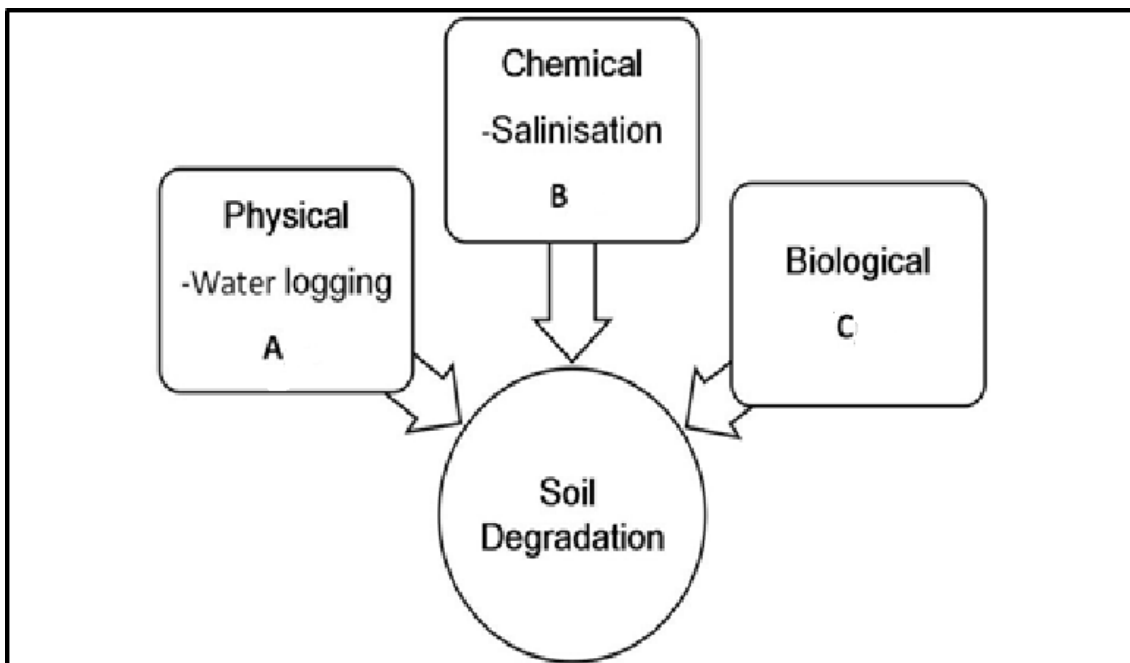 Chemical
-Salinisation
B
Physical
-Water logging
A
Biological
C
Soil
Degradation